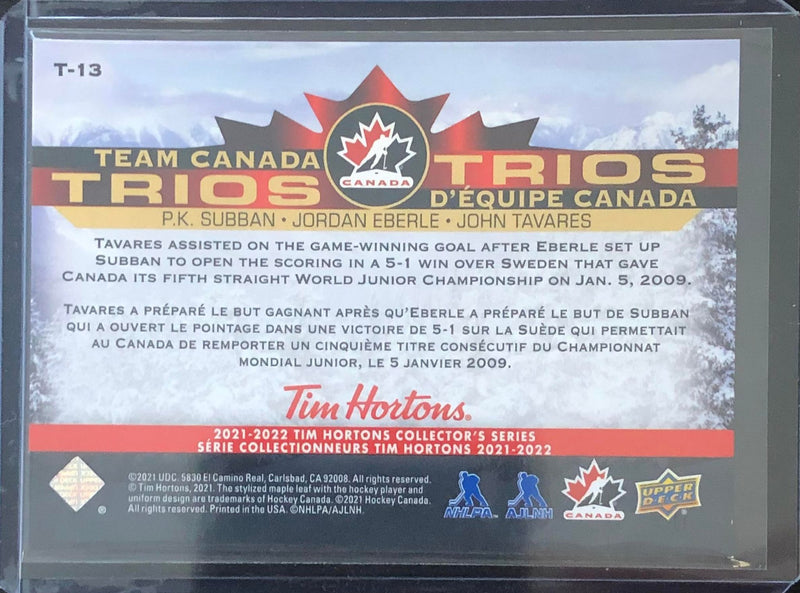 T-13
TEAM CANADA
TRIOS
TRIOS
D'ÉQUIPE CANADA
CANADA
P.K. SUBBAN • JORDAN EBERLE • JOHN TAVARES
TAVARES ASSISTED ON THE GAME-WINNING GOAL AFTER EBERLE SET UP
SUBBAN TO OPEN THE SCORING IN A 5-1 WIN OVER SWEDEN THAT GAVE
CANADA ITS FIFTH STRAIGHT WORLD JUNIOR CHAMPIONSHIP ON JAN. 5, 2009.
TAVARES A PRÉPARÉ LE BUT GAGNANT APRÈS QU'EBERLE A PRÉPARÉ LE BUT DE SUBBAN
QUI A OUVERT LE POINTAGE DANS UNE VICTOIRE DE 5-1 SUR LA SUÈDE QUI PERMETTAIT
AU CANADA DE REMPORTER UN CINQUIÈME TITRE CONSÉCUTIF DU CHAMPIONNAT
MONDIAL JUNIOR, LE 5 JANVIER 2009.
Tim Hortons®
2021-2022 TIM HORTONS COLLECTOR'S SERIES
SÉRIE COLLECTIONNEURS TIM HORTONS 2021-2022
©2021 UDC. 5830 El Camino Real, Carlsbad, CA 92008. All rights reserved.
© Tim Hortons, 2021. The stylized maple leaf with the hockey player and
uniform design are trademarks of Hockey Canada. ©2021 Hockey Canada.
All rights reserved. Printed in the USA. ©NHLPA/AJLNH.
®
NHLPA
AJLNH
CANADA
UPPER
DECK